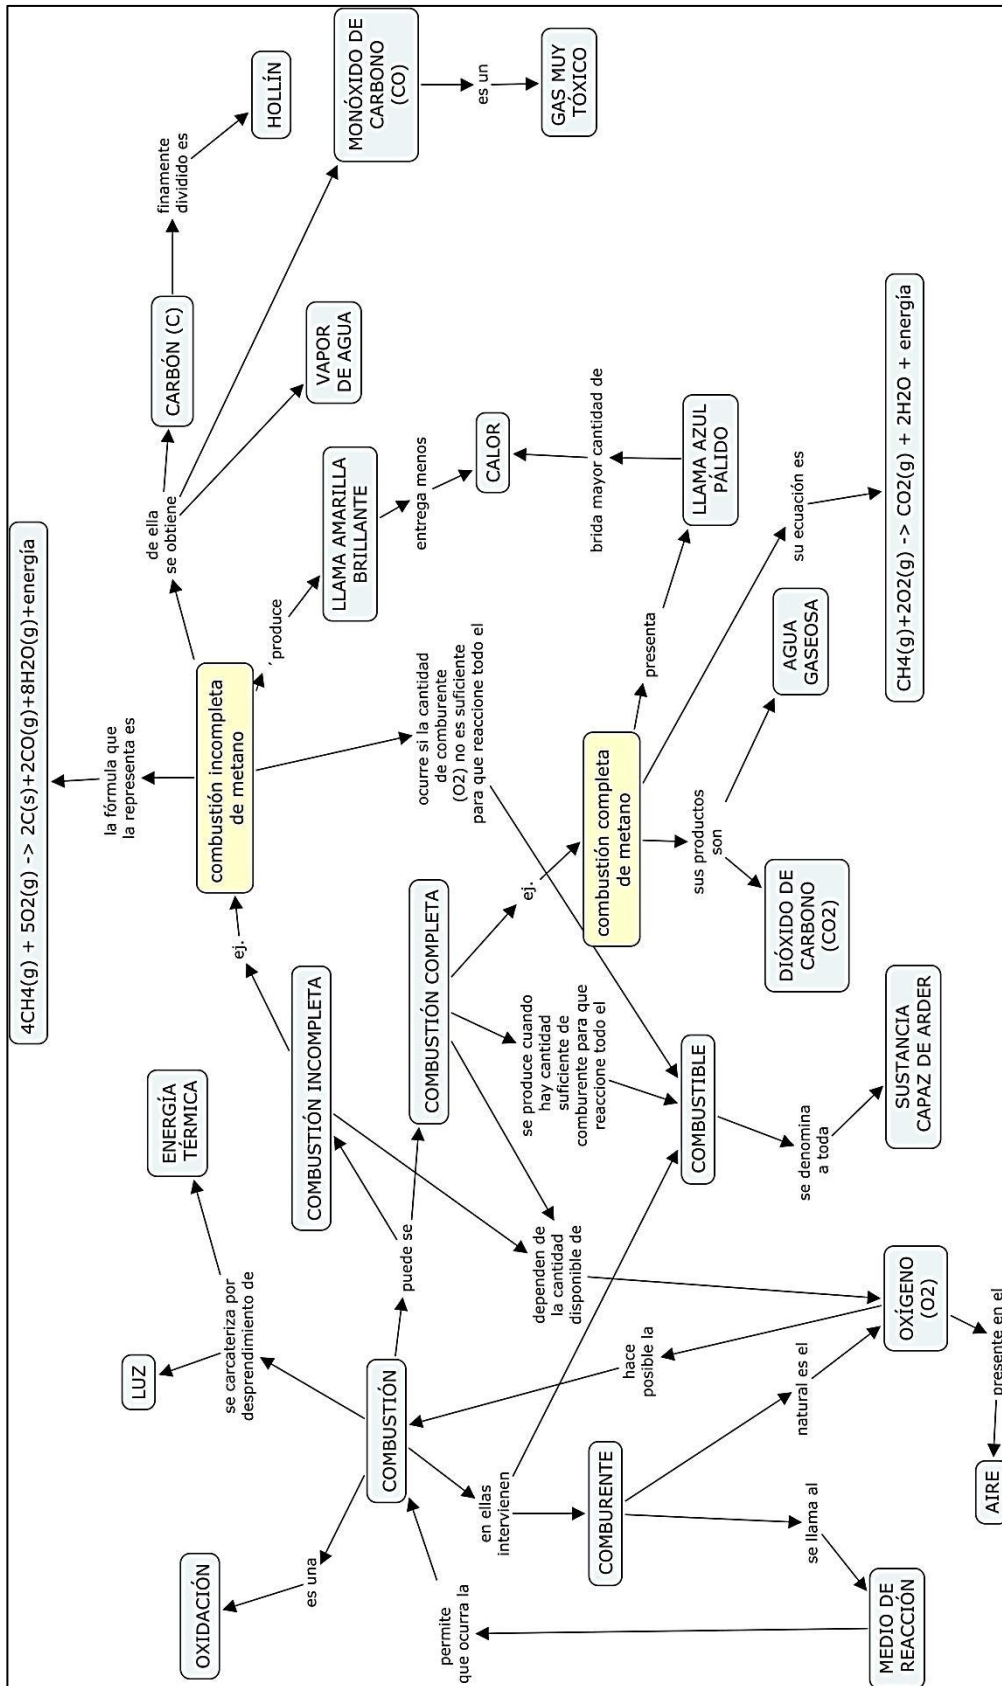 4CH4(g) + 5O2(g) -> 2C(s)+2CO(g)+8H2O(g)+energía
la fórmula que
la representa es
combustión incompleta
de metano
de ella
se obtiene
CARBÓN (C)
finamente
dividido es
HOLLÍN
MONÓXIDO DE
CARBONO
(CO)
es un
GAS MUY
TÓXICO
VAPOR
DE AGUA
produce
LLAMA AMARILLA
BRILLANTE
entrega menos
CALOR
brida mayor cantidad de
LLAMA AZUL
PÁLIDO
presenta
su ecuación es
CH4(g)+2O2(g) -> CO2(g) + 2H2O + energía
ocurre si la cantidad
de comburente
(O2) no es suficiente
para que reaccione todo el
combustión completa
de metano
sus productos
son
AGUA
GASEOSA
DIÓXIDO DE
CARBONO
(CO2)
ej.
ej.
COMBUSTIÓN INCOMPLETA
COMBUSTIÓN COMPLETA
se produce cuando
hay cantidad
suficiente de
comburente para que
reaccione todo el
COMBUSTIBLE
se denomina
a toda
SUSTANCIA
CAPAZ DE ARDER
ENERGÍA
TÉRMICA
LUZ
se carcateriza por
desprendimiento de
puede se
dependen de
la cantidad
disponible de
COMBUSTIÓN
hace
posible la
OXÍGENO
(O2)
presente en el
AIRE
natural es el
en ellas
intervienen
COMBURENTE
se llama al
MEDIO DE
REACCIÓN
permite
que ocurra la
es una
OXIDACIÓN